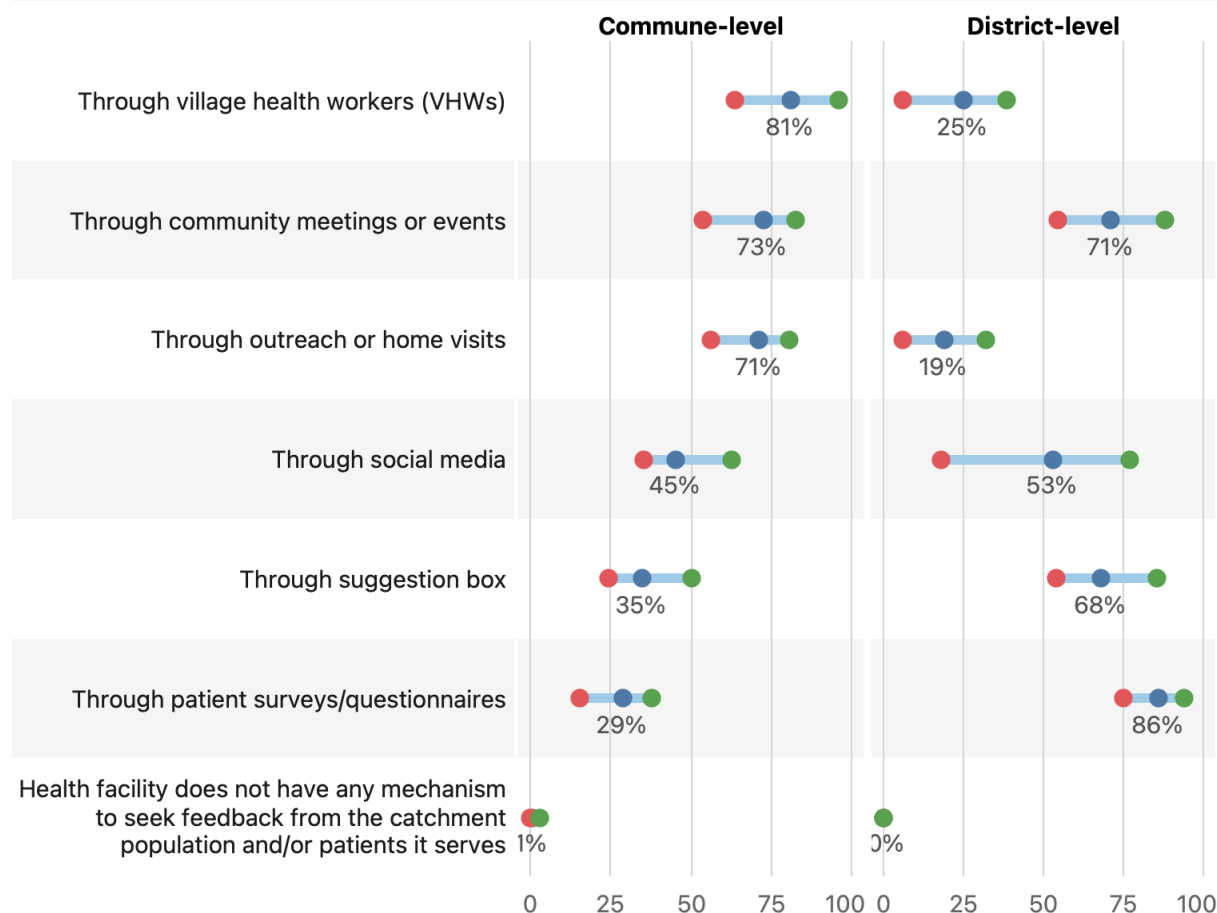 Commune-level District-level
Through village health workers (VHWs)
81% 25%
Through community meetings or events
73% 71%
Through outreach or home visits
71% 19%
Through social media
45% 53%
Through suggestion box
35% 68%
Through patient surveys/questionnaires
29% 86%
Health facility does not have any mechanism
to seek feedback from the catchment
population and/or patients it serves
1% 0%
0 25 50 75 100 0 25 50 75 100